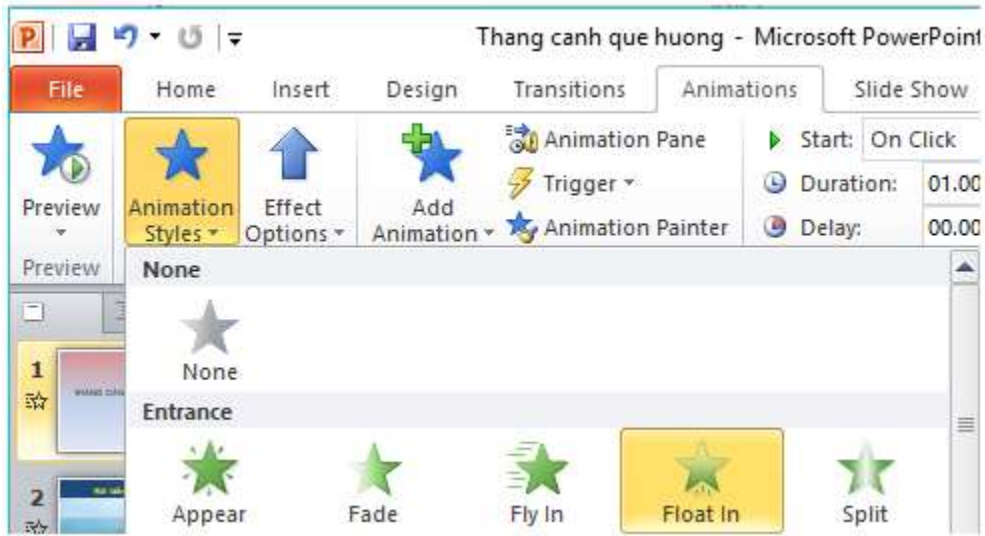 P
Thang canh que huong - Microsoft PowerPoint
File Home Insert Design Transitions Animations Slide Show
Preview
Animation Styles
Effect Options
Add Animation
Animation Pane
Trigger
Animation Painter
Start: On Click
Duration: 01.00
Delay: 00.00
Preview
None
None
Entrance
1
2
Appear Fade Fly In Float In Split